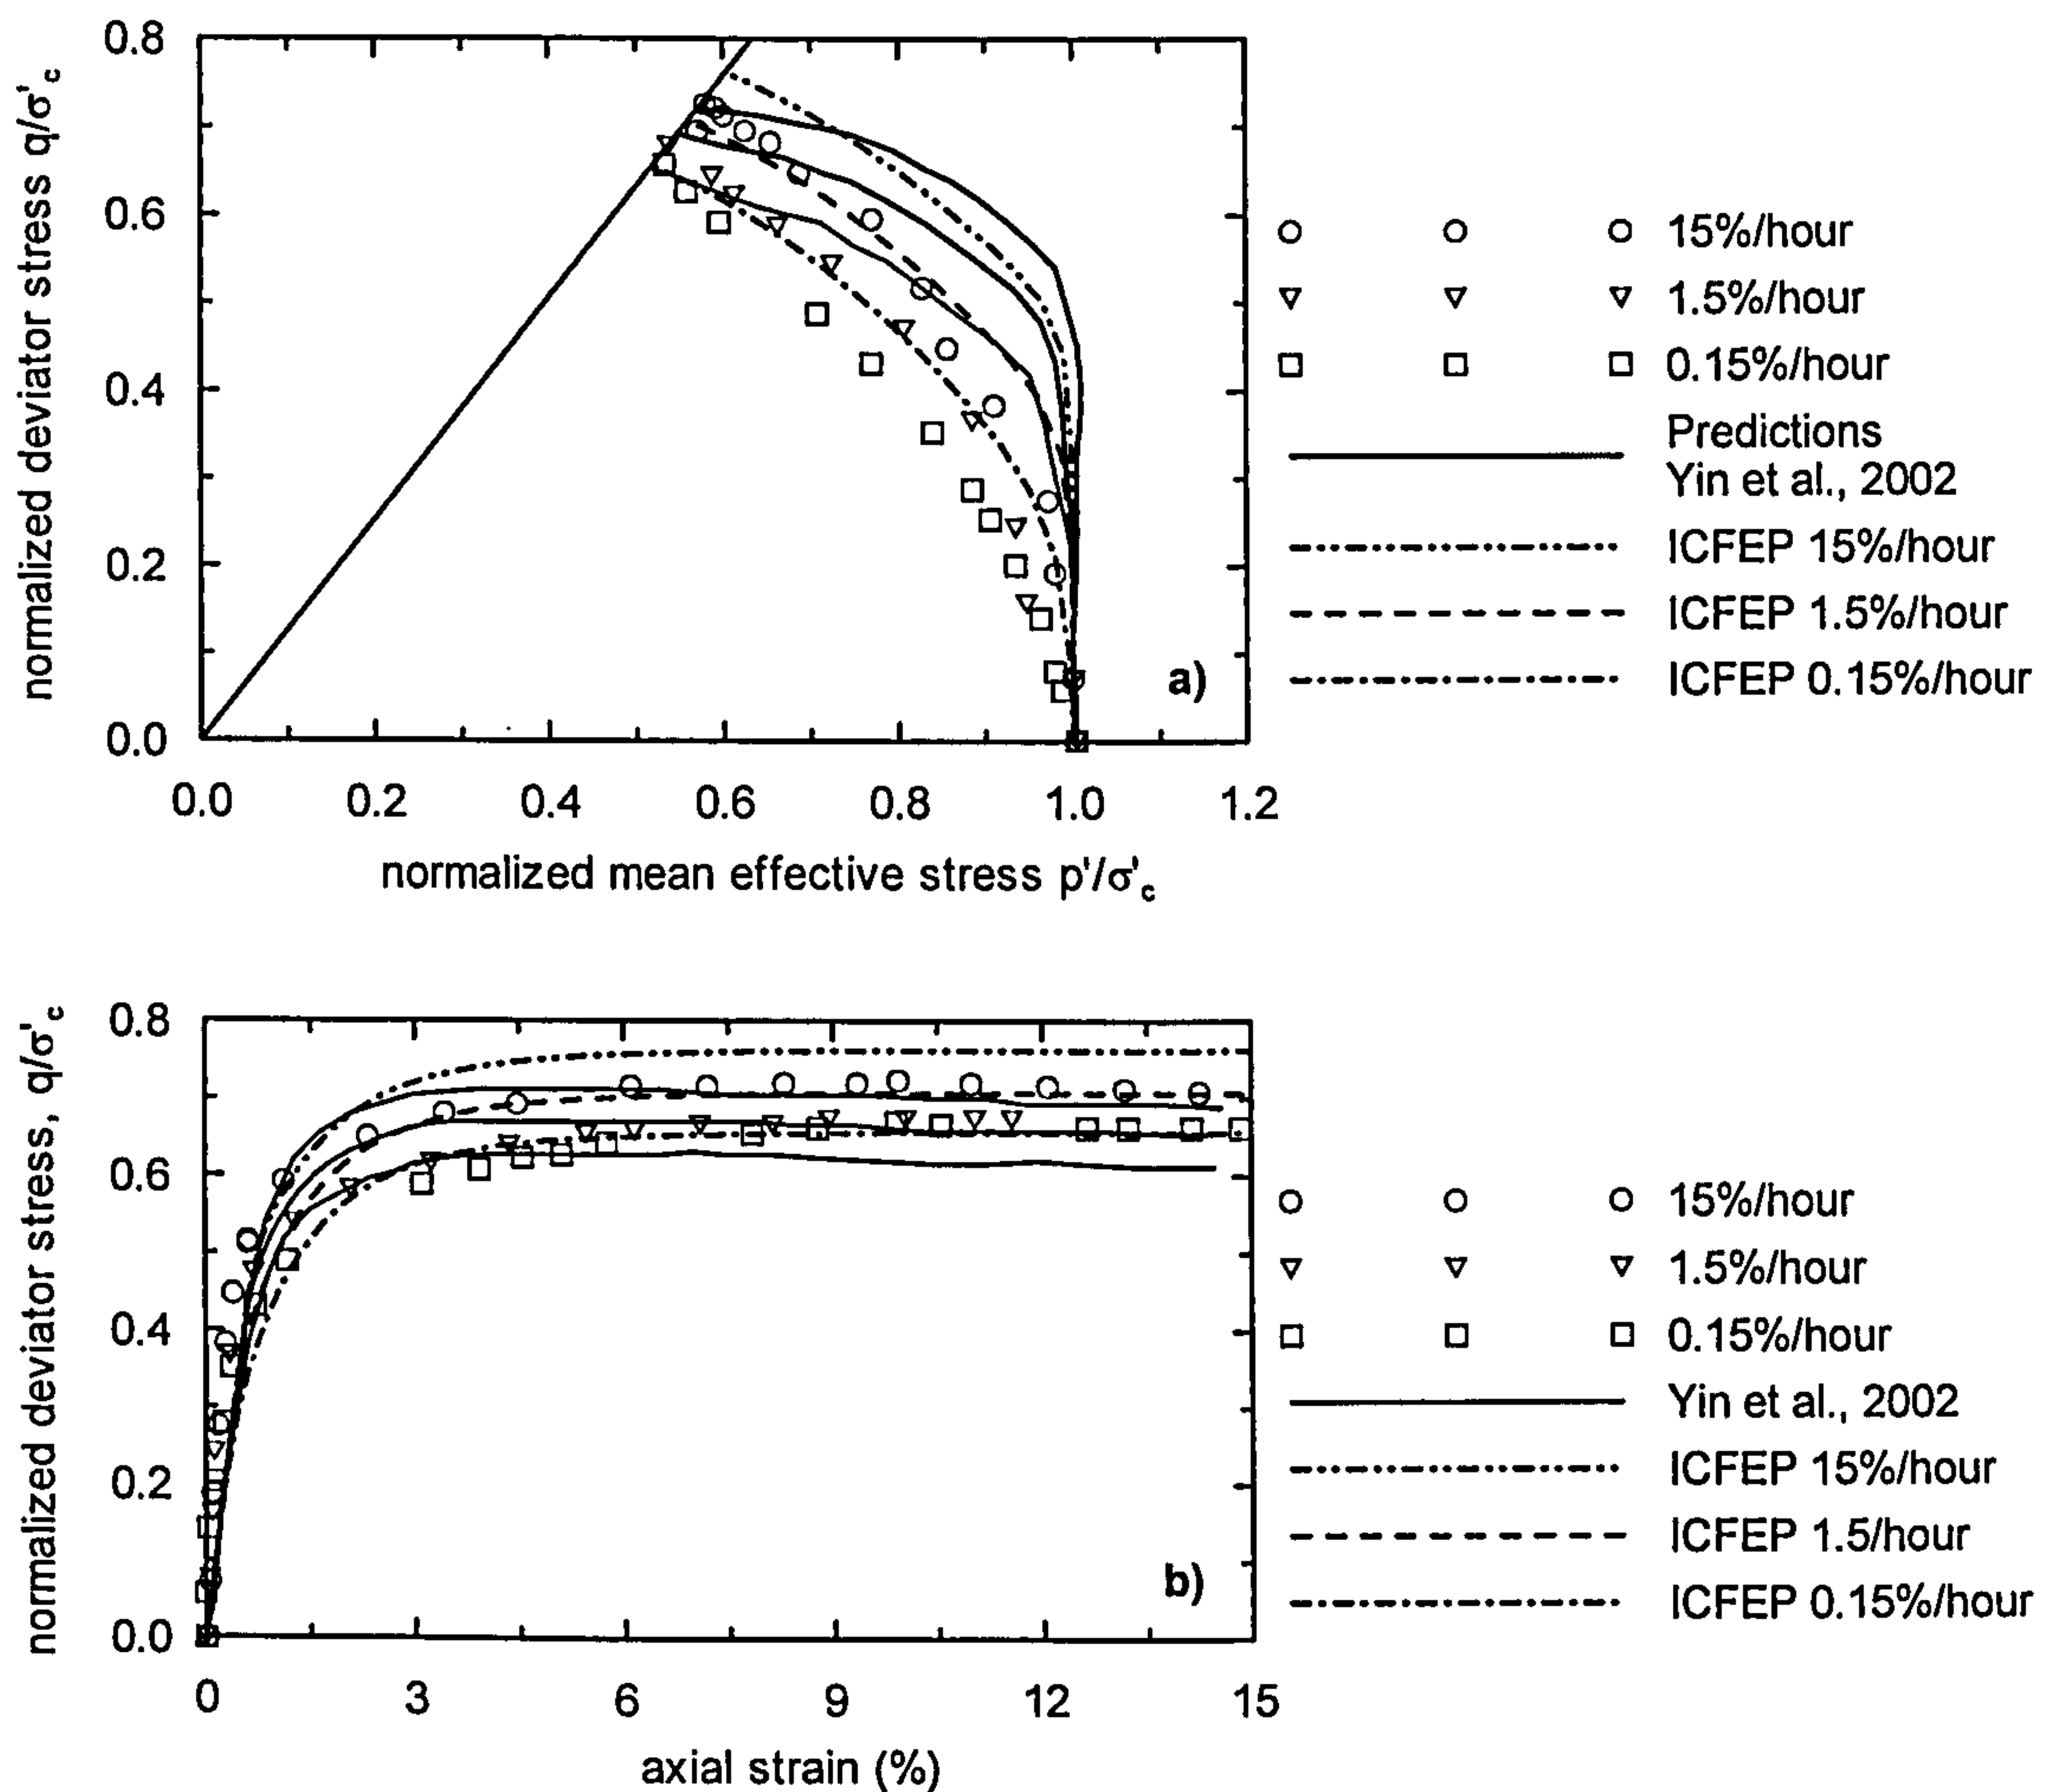 normalized deviator stress q/σ'c
0.8
0.6
0.4
0.2
0.0
0.0 0.2 0.4 0.6 0.8 1.0 1.2
normalized mean effective stress p'/σ'c
a)
15%/hour
1.5%/hour
0.15%/hour
Predictions
Yin et al., 2002
ICFEP 15%/hour
ICFEP 1.5%/hour
ICFEP 0.15%/hour
normalized deviator stress, q/σ'c
0.8
0.6
0.4
0.2
0.0
0 3 6 9 12 15
axial strain (%)
b)
15%/hour
1.5%/hour
0.15%/hour
Yin et al., 2002
ICFEP 15%/hour
ICFEP 1.5/hour
ICFEP 0.15%/hour